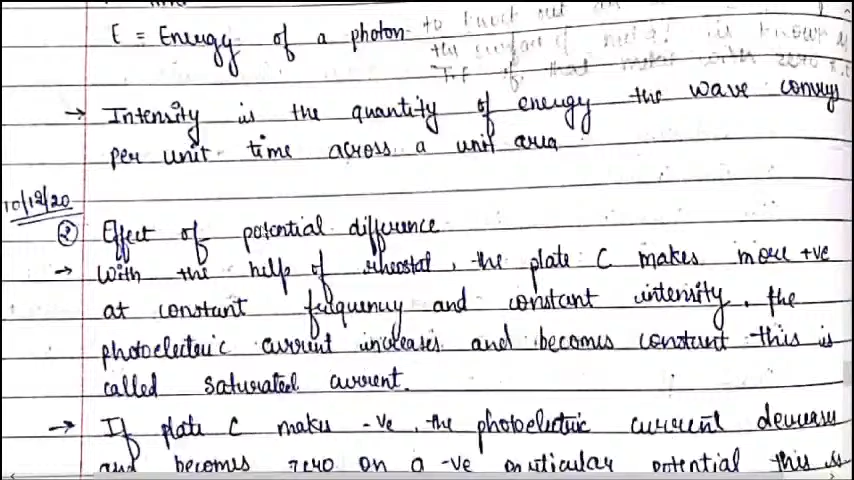 E = Energy of a photon
→ Intensity is the quantity of energy the wave conveys
per unit time across a unit area
10/12/20
② Effect of potential difference
→ With the help of rheostat, the plate C makes more +ve
at constant frequency and constant intensity. the
photoelectric current increases and becomes constant this is
called saturated current.
→ If plate C makes -ve, the photoelectric current decrease
and becomes zero on a -ve particular potential this is